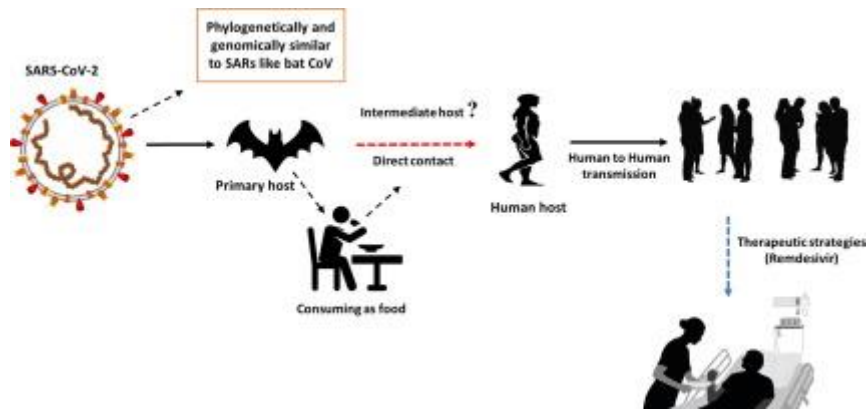 Phylogenetically and
genomically similar
to SARs like bat CoV
SARS-CoV-2
Intermediate host ?
Direct contact
Primary host
Human host
Human to Human
transmission
Consuming as food
Therapeutic strategies
(Remdesivir)